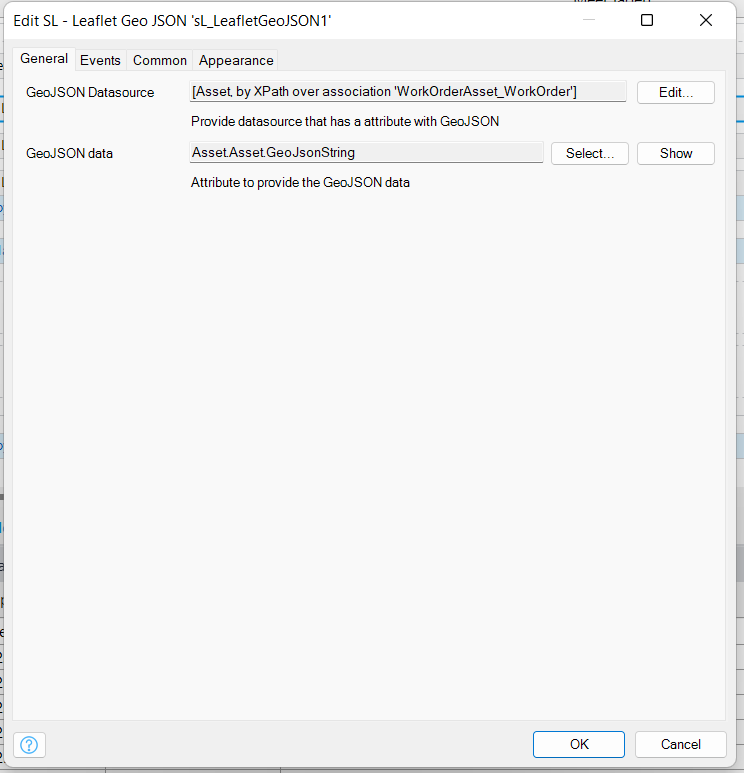 Edit SL - Leaflet Geo JSON 'sL_LeafletGeoJSON1'
General Events Common Appearance
GeoJSON Datasource [Asset, by XPath over association 'WorkOrderAsset_WorkOrder'] Edit...
Provide datasource that has a attribute with GeoJSON
GeoJSON data Asset.Asset.GeoJsonString Select... Show
Attribute to provide the GeoJSON data
? OK Cancel